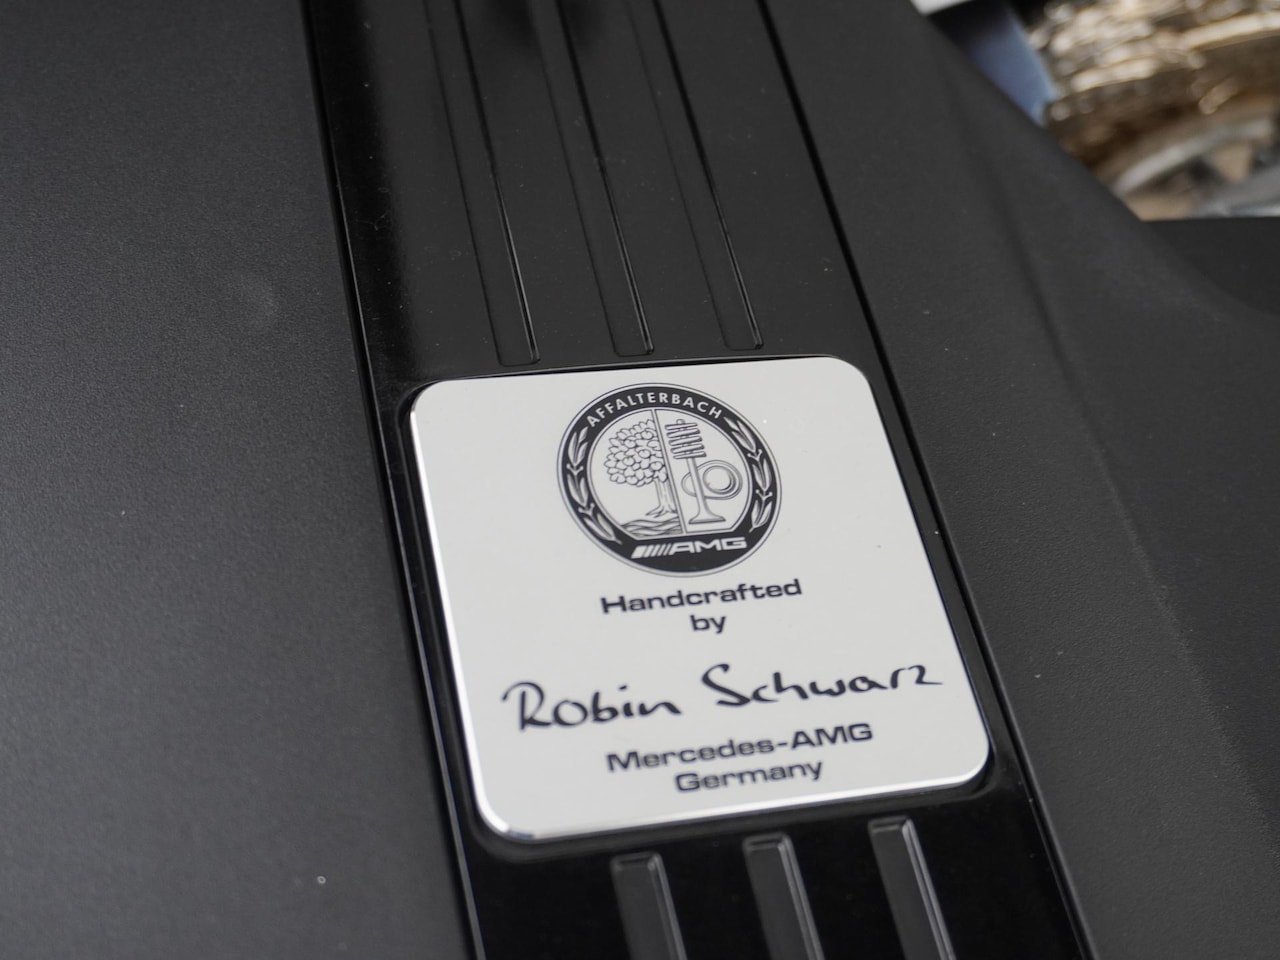 AFFALTERBACH
AMG
Handcrafted
by
Robin Schwarz
Mercedes-AMG
Germany